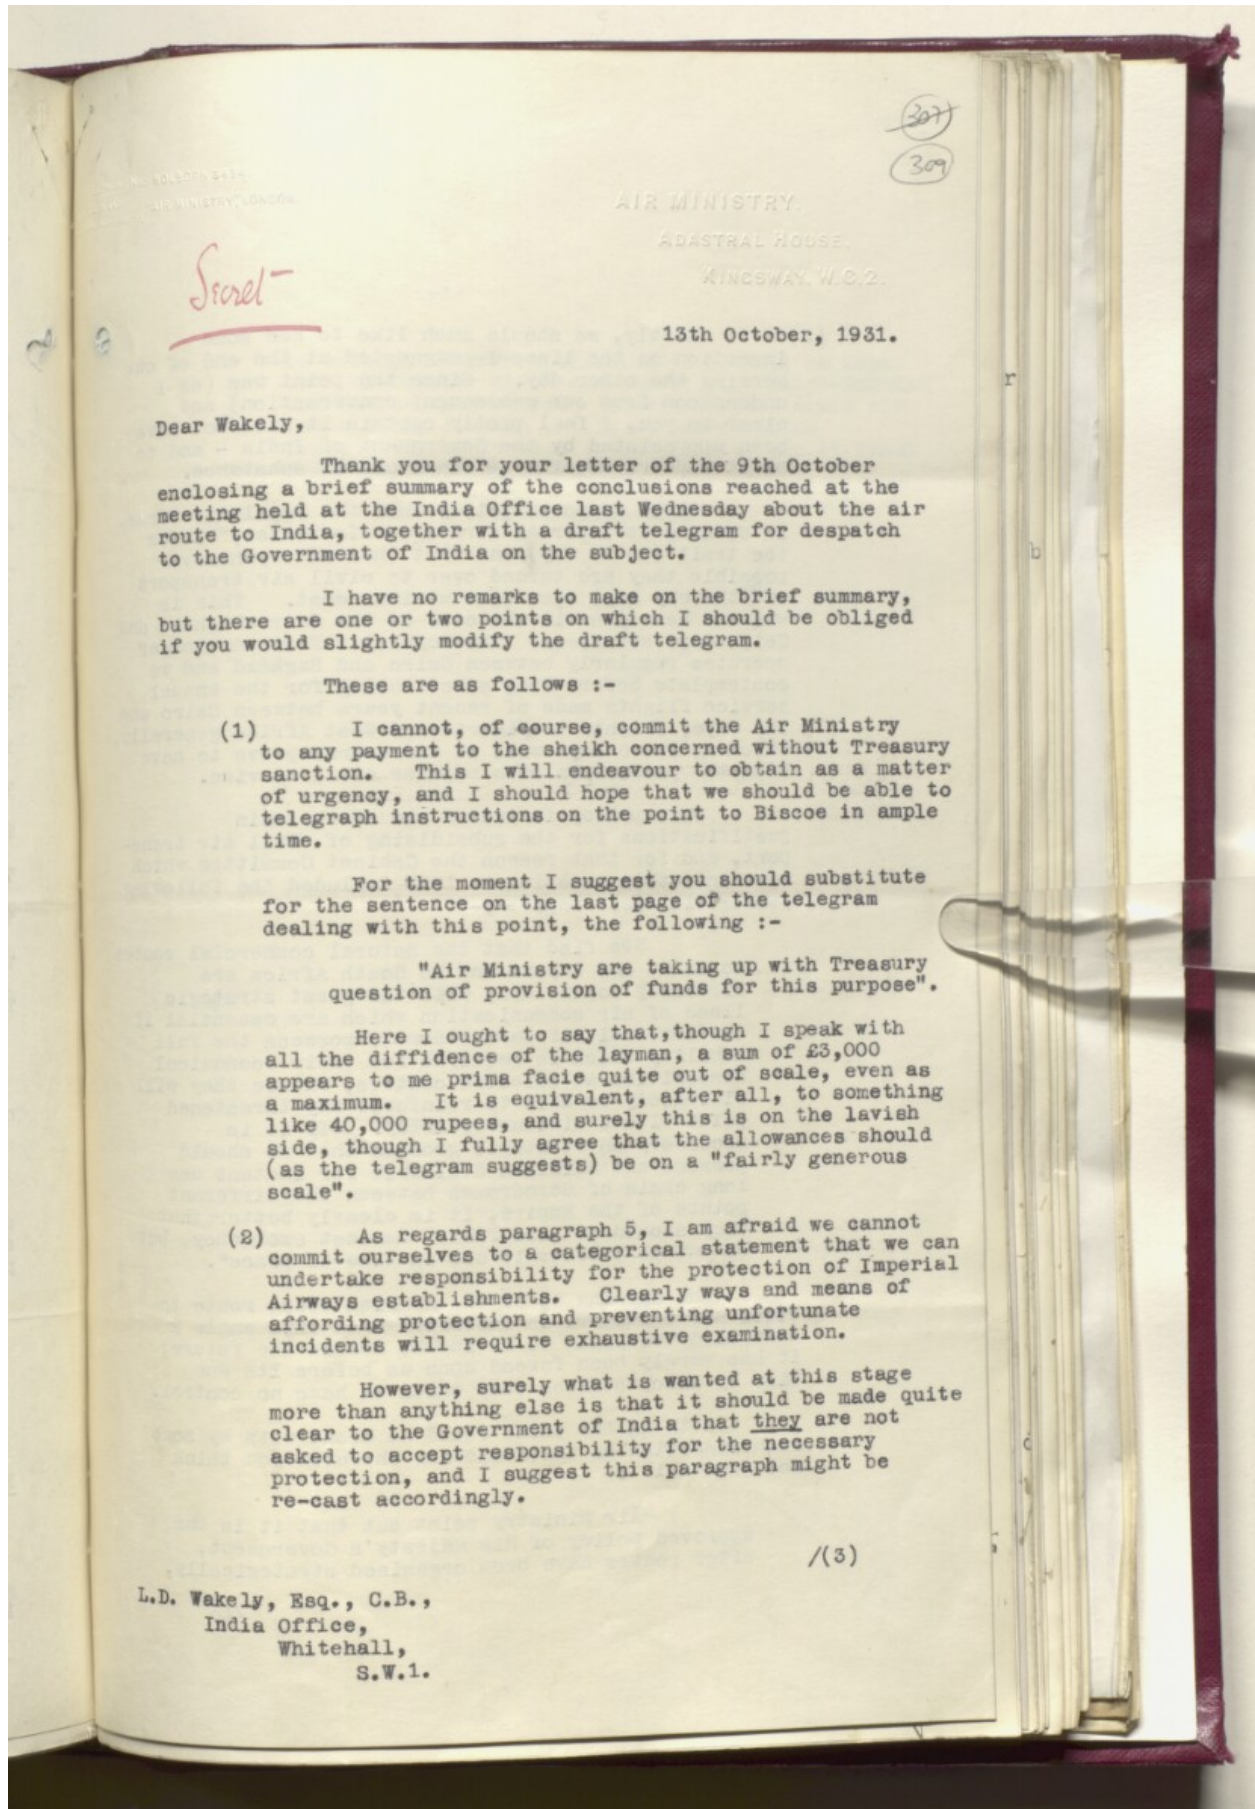 307
309
HOLBORN 3434
AIR MINISTRY, LONDON.
AIR MINISTRY,
ADASTRAL HOUSE,
KINGSWAY, W.C.2.
Secret
13th October, 1931.
Dear Wakely,
Thank you for your letter of the 9th October
enclosing a brief summary of the conclusions reached at the
meeting held at the India Office last Wednesday about the air
route to India, together with a draft telegram for despatch
to the Government of India on the subject.
I have no remarks to make on the brief summary,
but there are one or two points on which I should be obliged
if you would slightly modify the draft telegram.
These are as follows :-
(1) I cannot, of course, commit the Air Ministry
to any payment to the sheikh concerned without Treasury
sanction. This I will endeavour to obtain as a matter
of urgency, and I should hope that we should be able to
telegraph instructions on the point to Biscoe in ample
time.
For the moment I suggest you should substitute
for the sentence on the last page of the telegram
dealing with this point, the following :-
"Air Ministry are taking up with Treasury
question of provision of funds for this purpose".
Here I ought to say that, though I speak with
all the diffidence of the layman, a sum of £3,000
appears to me prima facie quite out of scale, even as
a maximum. It is equivalent, after all, to something
like 40,000 rupees, and surely this is on the lavish
side, though I fully agree that the allowances should
(as the telegram suggests) be on a "fairly generous
scale".
(2) As regards paragraph 5, I am afraid we cannot
commit ourselves to a categorical statement that we can
undertake responsibility for the protection of Imperial
Airways establishments. Clearly ways and means of
affording protection and preventing unfortunate
incidents will require exhaustive examination.
However, surely what is wanted at this stage
more than anything else is that it should be made quite
clear to the Government of India that they are not
asked to accept responsibility for the necessary
protection, and I suggest this paragraph might be
re-cast accordingly.
/(3)
L.D. Wakely, Esq., C.B.,
India Office,
Whitehall,
S.W.1.